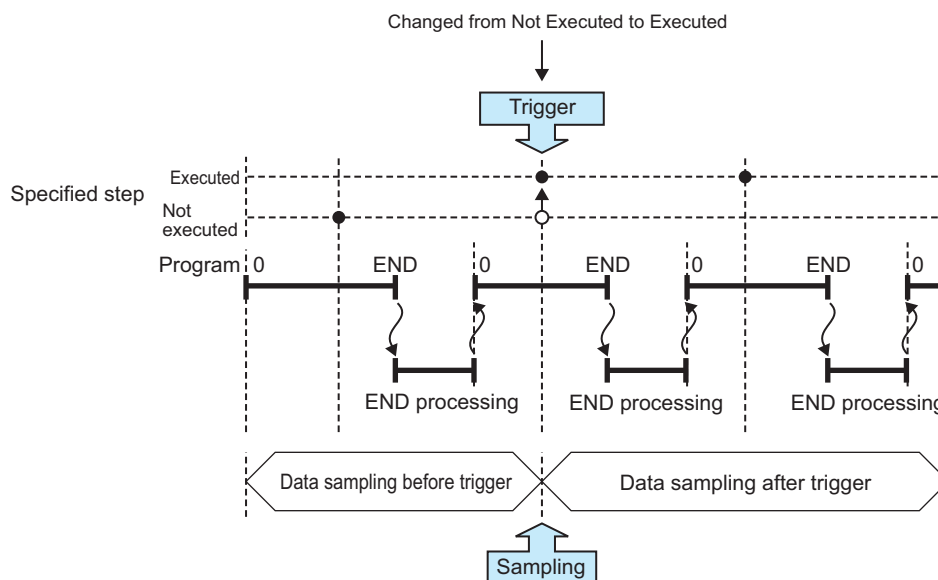 Changed from Not Executed to Executed
Trigger
Specified step
Executed
Not
executed
Program 0 END 0 END 0 END 0
END processing END processing END processing
Data sampling before trigger Data sampling after trigger
Sampling